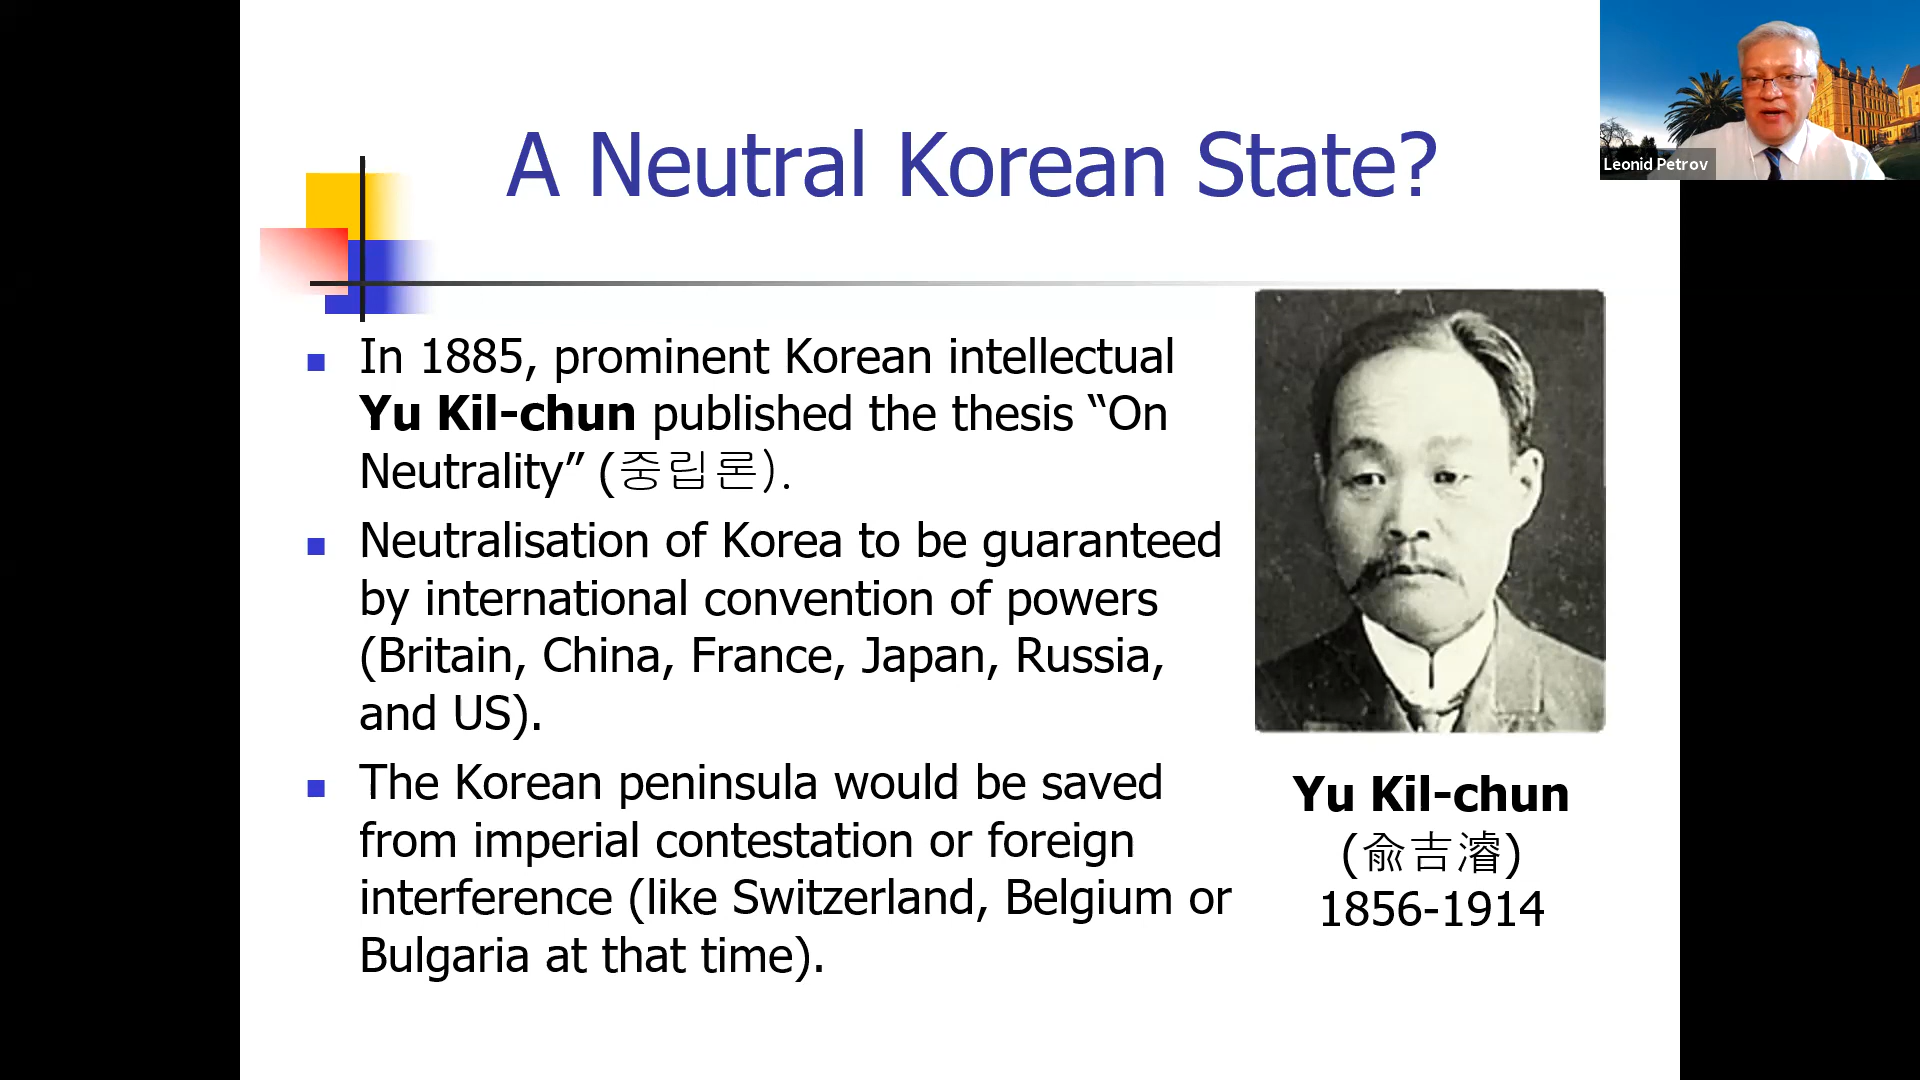 A Neutral Korean State?
Leonid Petrov
In 1885, prominent Korean intellectual
Yu Kil-chun published the thesis “On
Neutrality” (중립론).
Neutralisation of Korea to be guaranteed
by international convention of powers
(Britain, China, France, Japan, Russia,
and US).
The Korean peninsula would be saved
from imperial contestation or foreign
interference (like Switzerland, Belgium or
Bulgaria at that time).
Yu Kil-chun
(兪吉濬)
1856-1914